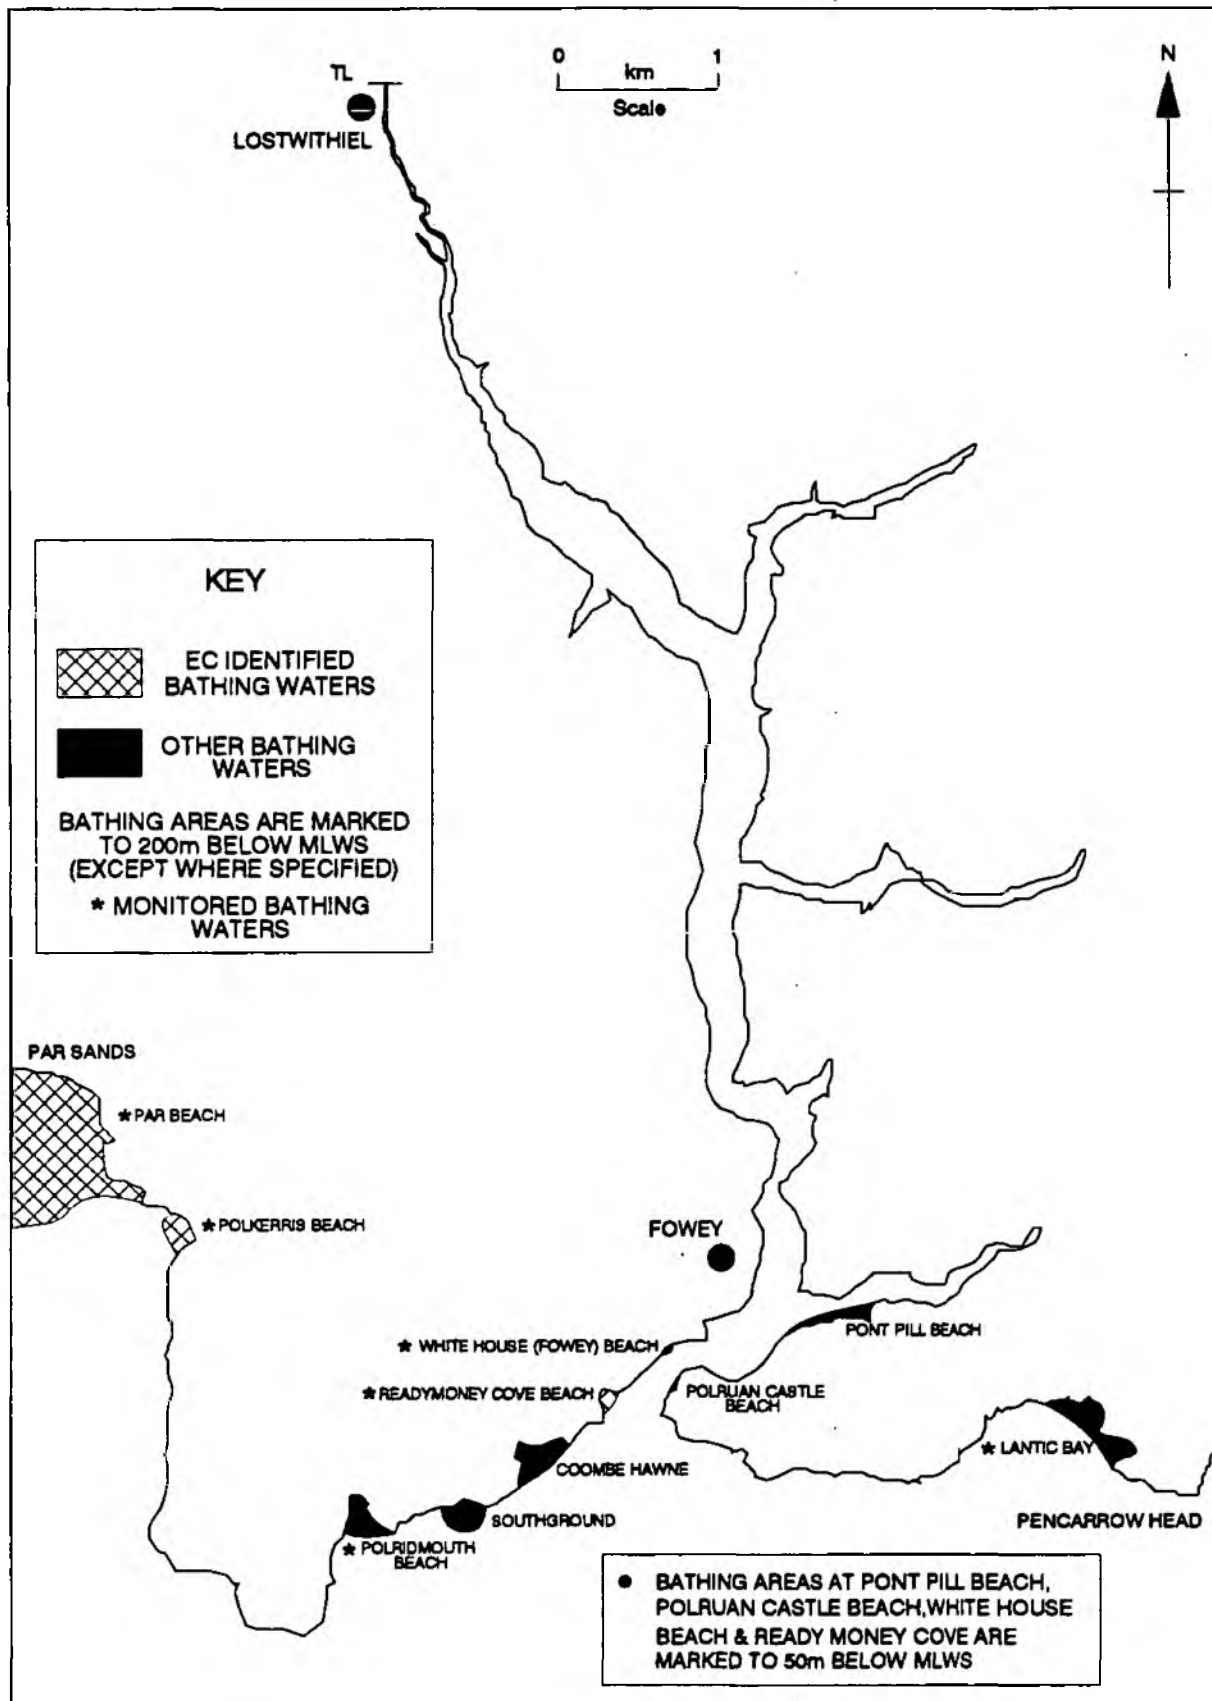 0 1
km
Scale
N
TL
LOSTWITHIEL
KEY
EC IDENTIFIED
BATHING WATERS
OTHER BATHING
WATERS
BATHING AREAS ARE MARKED
TO 200m BELOW MLWS
(EXCEPT WHERE SPECIFIED)
* MONITORED BATHING
WATERS
PAR SANDS
* PAR BEACH
* POLKERRIS BEACH
FOWEY
* WHITE HOUSE (FOWEY) BEACH
PONT PILL BEACH
* READYMONEY COVE BEACH
POLRUAN CASTLE
BEACH
* LANTIC BAY
COOMBE HAWNE
SOUTHGROUND
PENCARROW HEAD
* POLRIDMOUTH
BEACH
● BATHING AREAS AT PONT PILL BEACH,
POLRUAN CASTLE BEACH,WHITE HOUSE
BEACH & READY MONEY COVE ARE
MARKED TO 50m BELOW MLWS